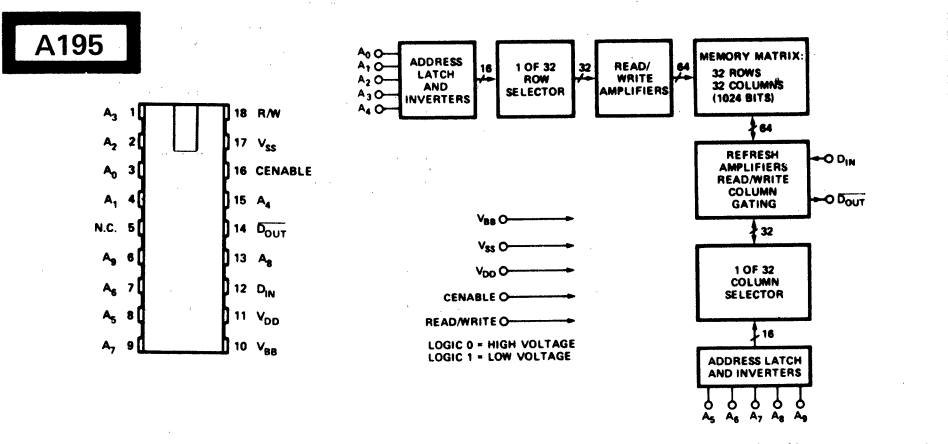 A195
A3 1
A2 2
A0 3
A1 4
N.C. 5
A9 6
A6 7
A5 8
A7 9
18 R/W
17 VSS
16 CENABLE
15 A4
14 DOUT
13 A8
12 DIN
11 VDD
10 VBB
A0
A1
A2
A3
A4
ADDRESS
LATCH
AND
INVERTERS
16
1 OF 32
ROW
SELECTOR
32
READ/
WRITE
AMPLIFIERS
64
MEMORY MATRIX:
32 ROWS
32 COLUMNS
(1024 BITS)
64
REFRESH
AMPLIFIERS
READ/WRITE
COLUMN
GATING
DIN
DOUT
32
1 OF 32
COLUMN
SELECTOR
16
ADDRESS LATCH
AND INVERTERS
A5 A6 A7 A8 A9
VBB
VSS
VDD
CENABLE
READ/WRITE
LOGIC 0 = HIGH VOLTAGE
LOGIC 1 = LOW VOLTAGE